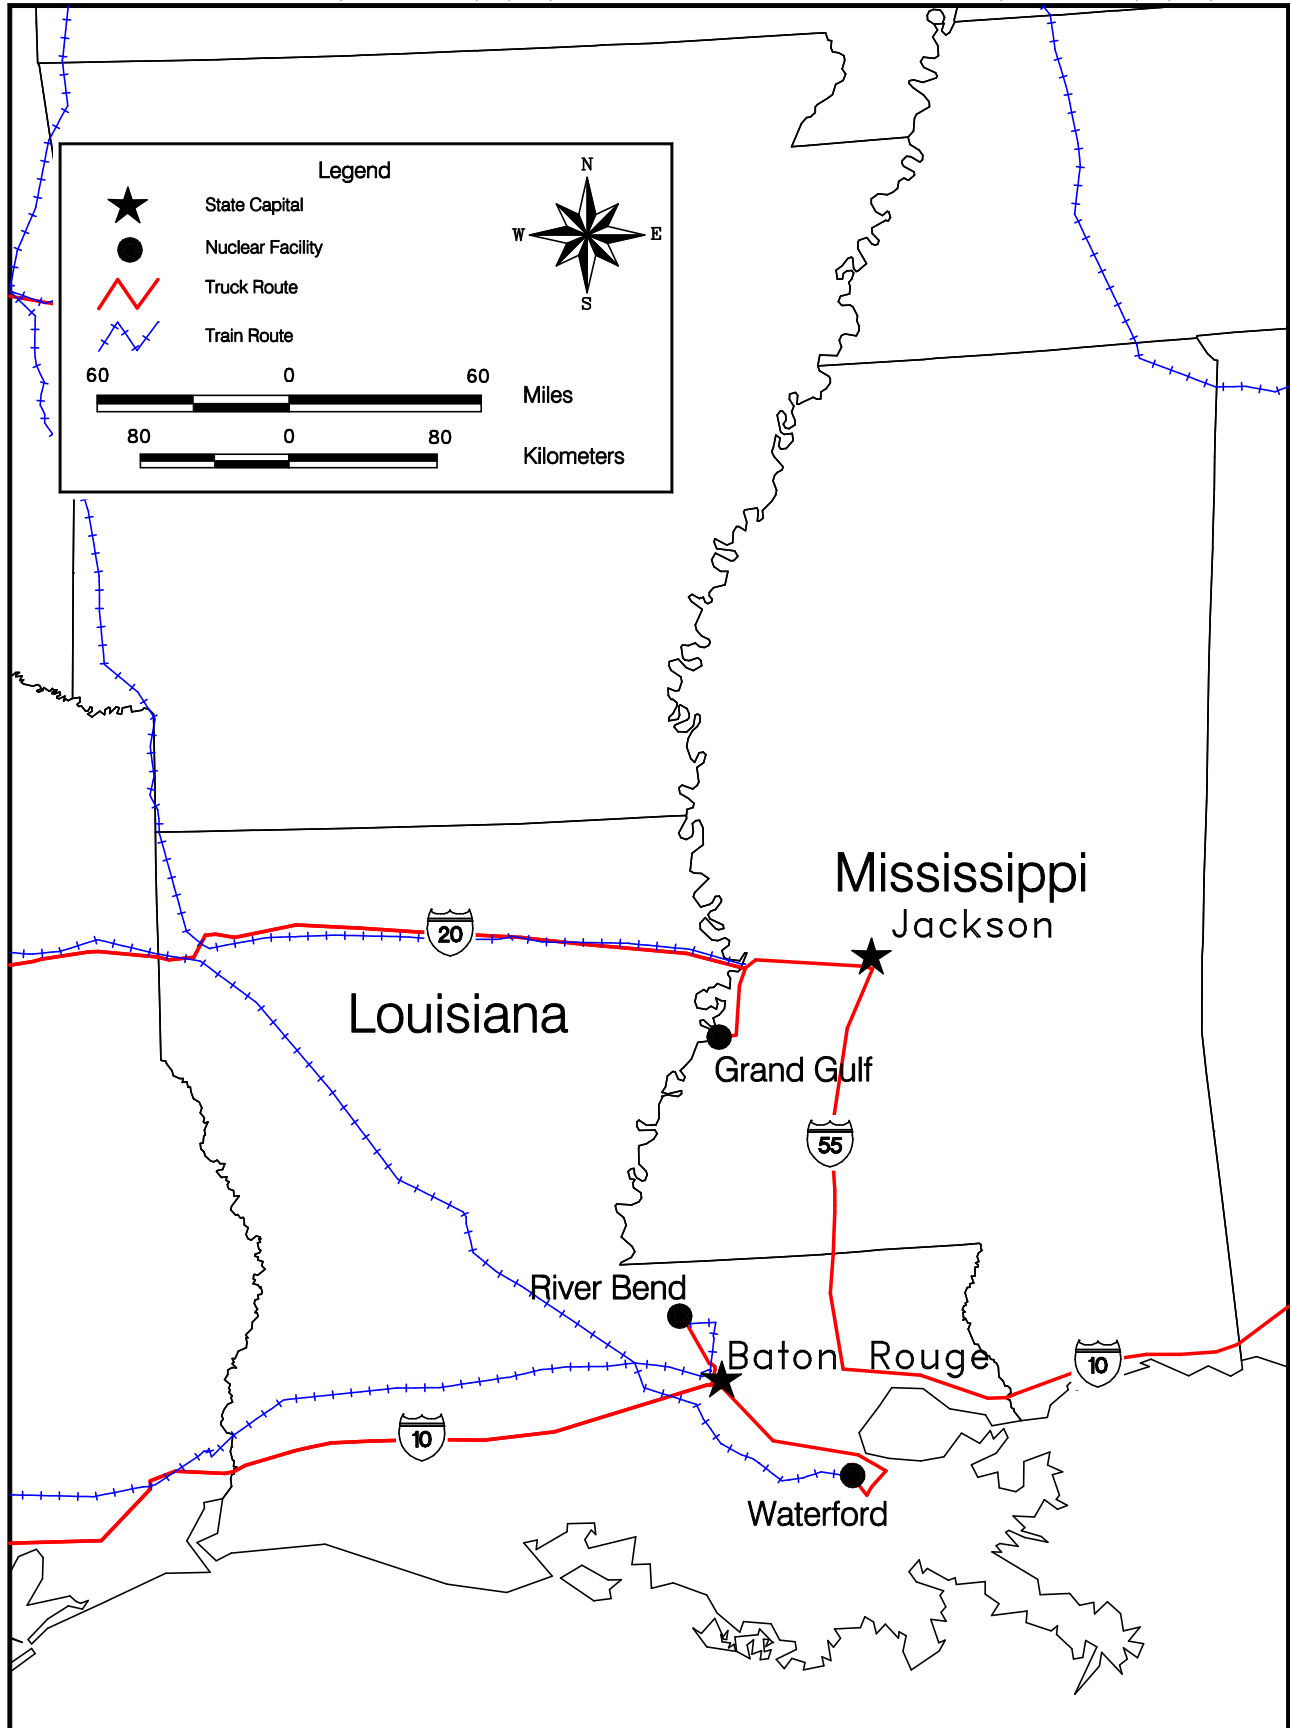 Legend
N
State Capital
W E
Nuclear Facility
Truck Route
S
Train Route
60 0 60
Miles
80 0 80
Kilometers
Mississippi
Jackson
20
Louisiana
Grand Gulf
55
River Bend
Baton Rouge
10
10
Waterford